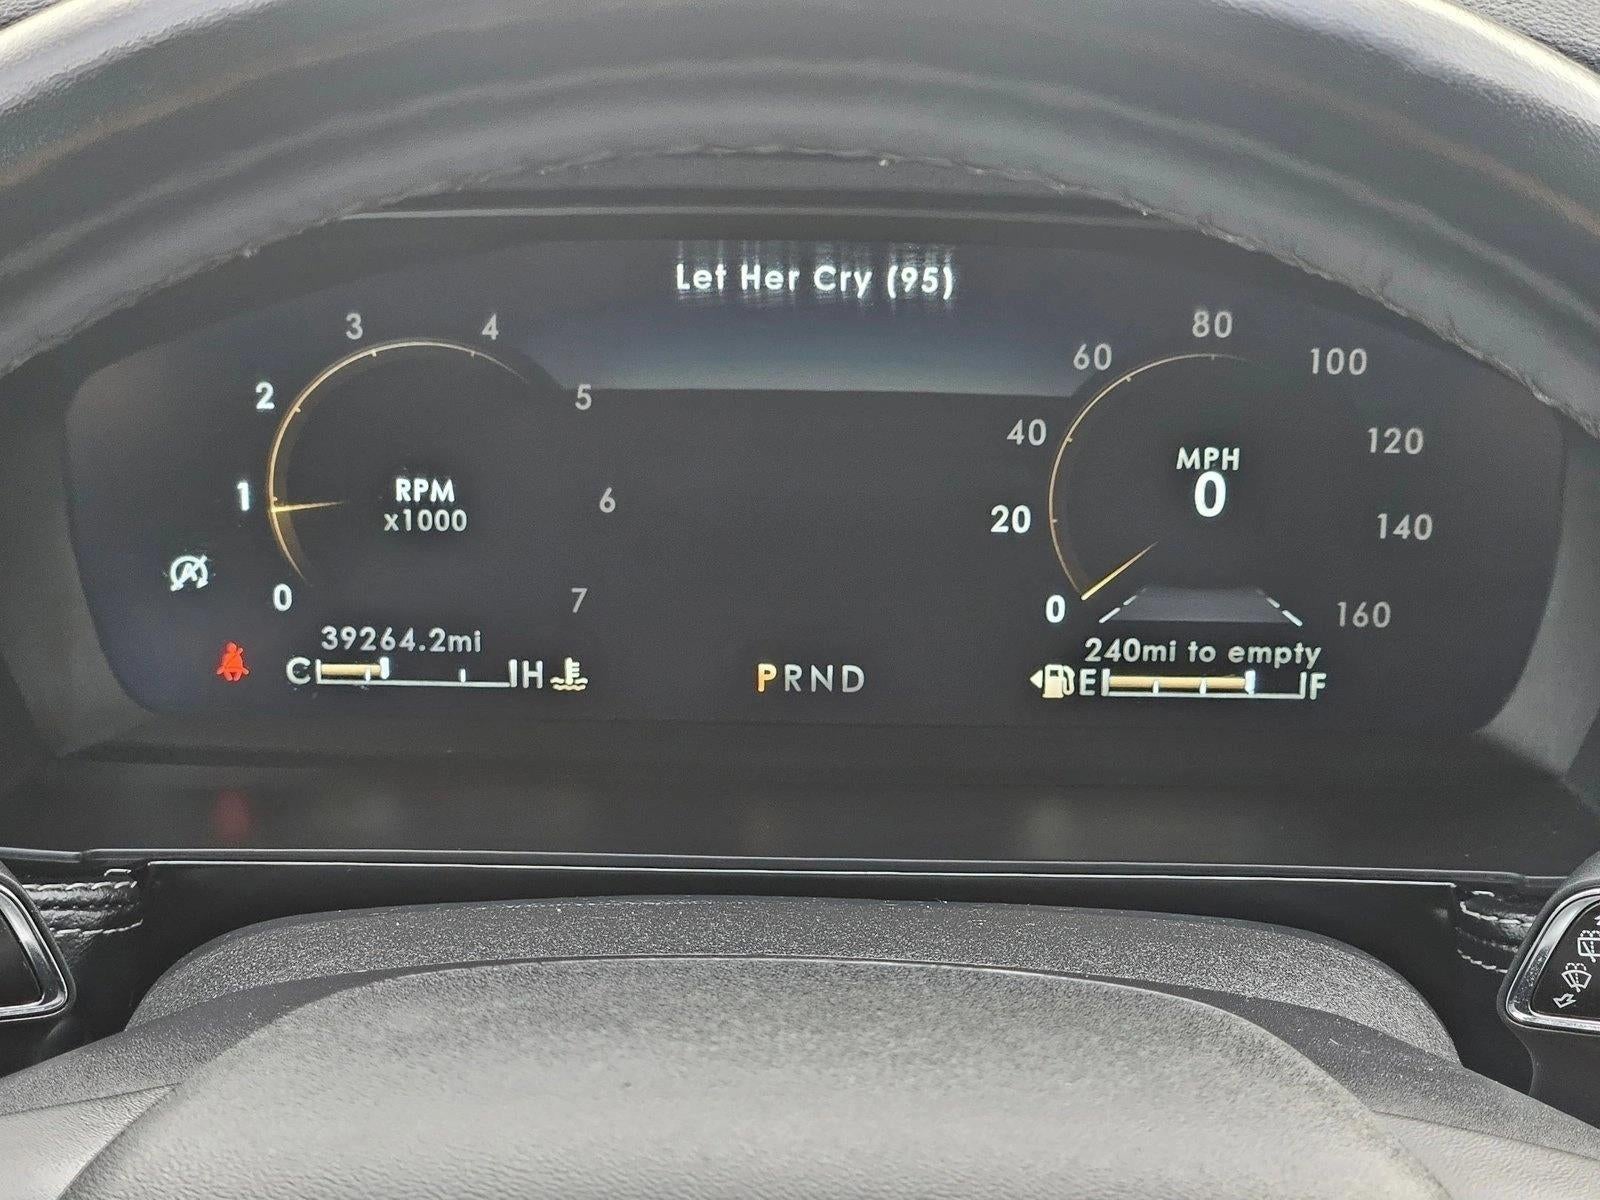 Let Her Cry (95)
0 1 2 3 4 5 6 7
RPM
x1000
0 20 40 60 80 100 120 140 160
MPH
0
A
39264.2mi
C H
PRND
240mi to empty
E F